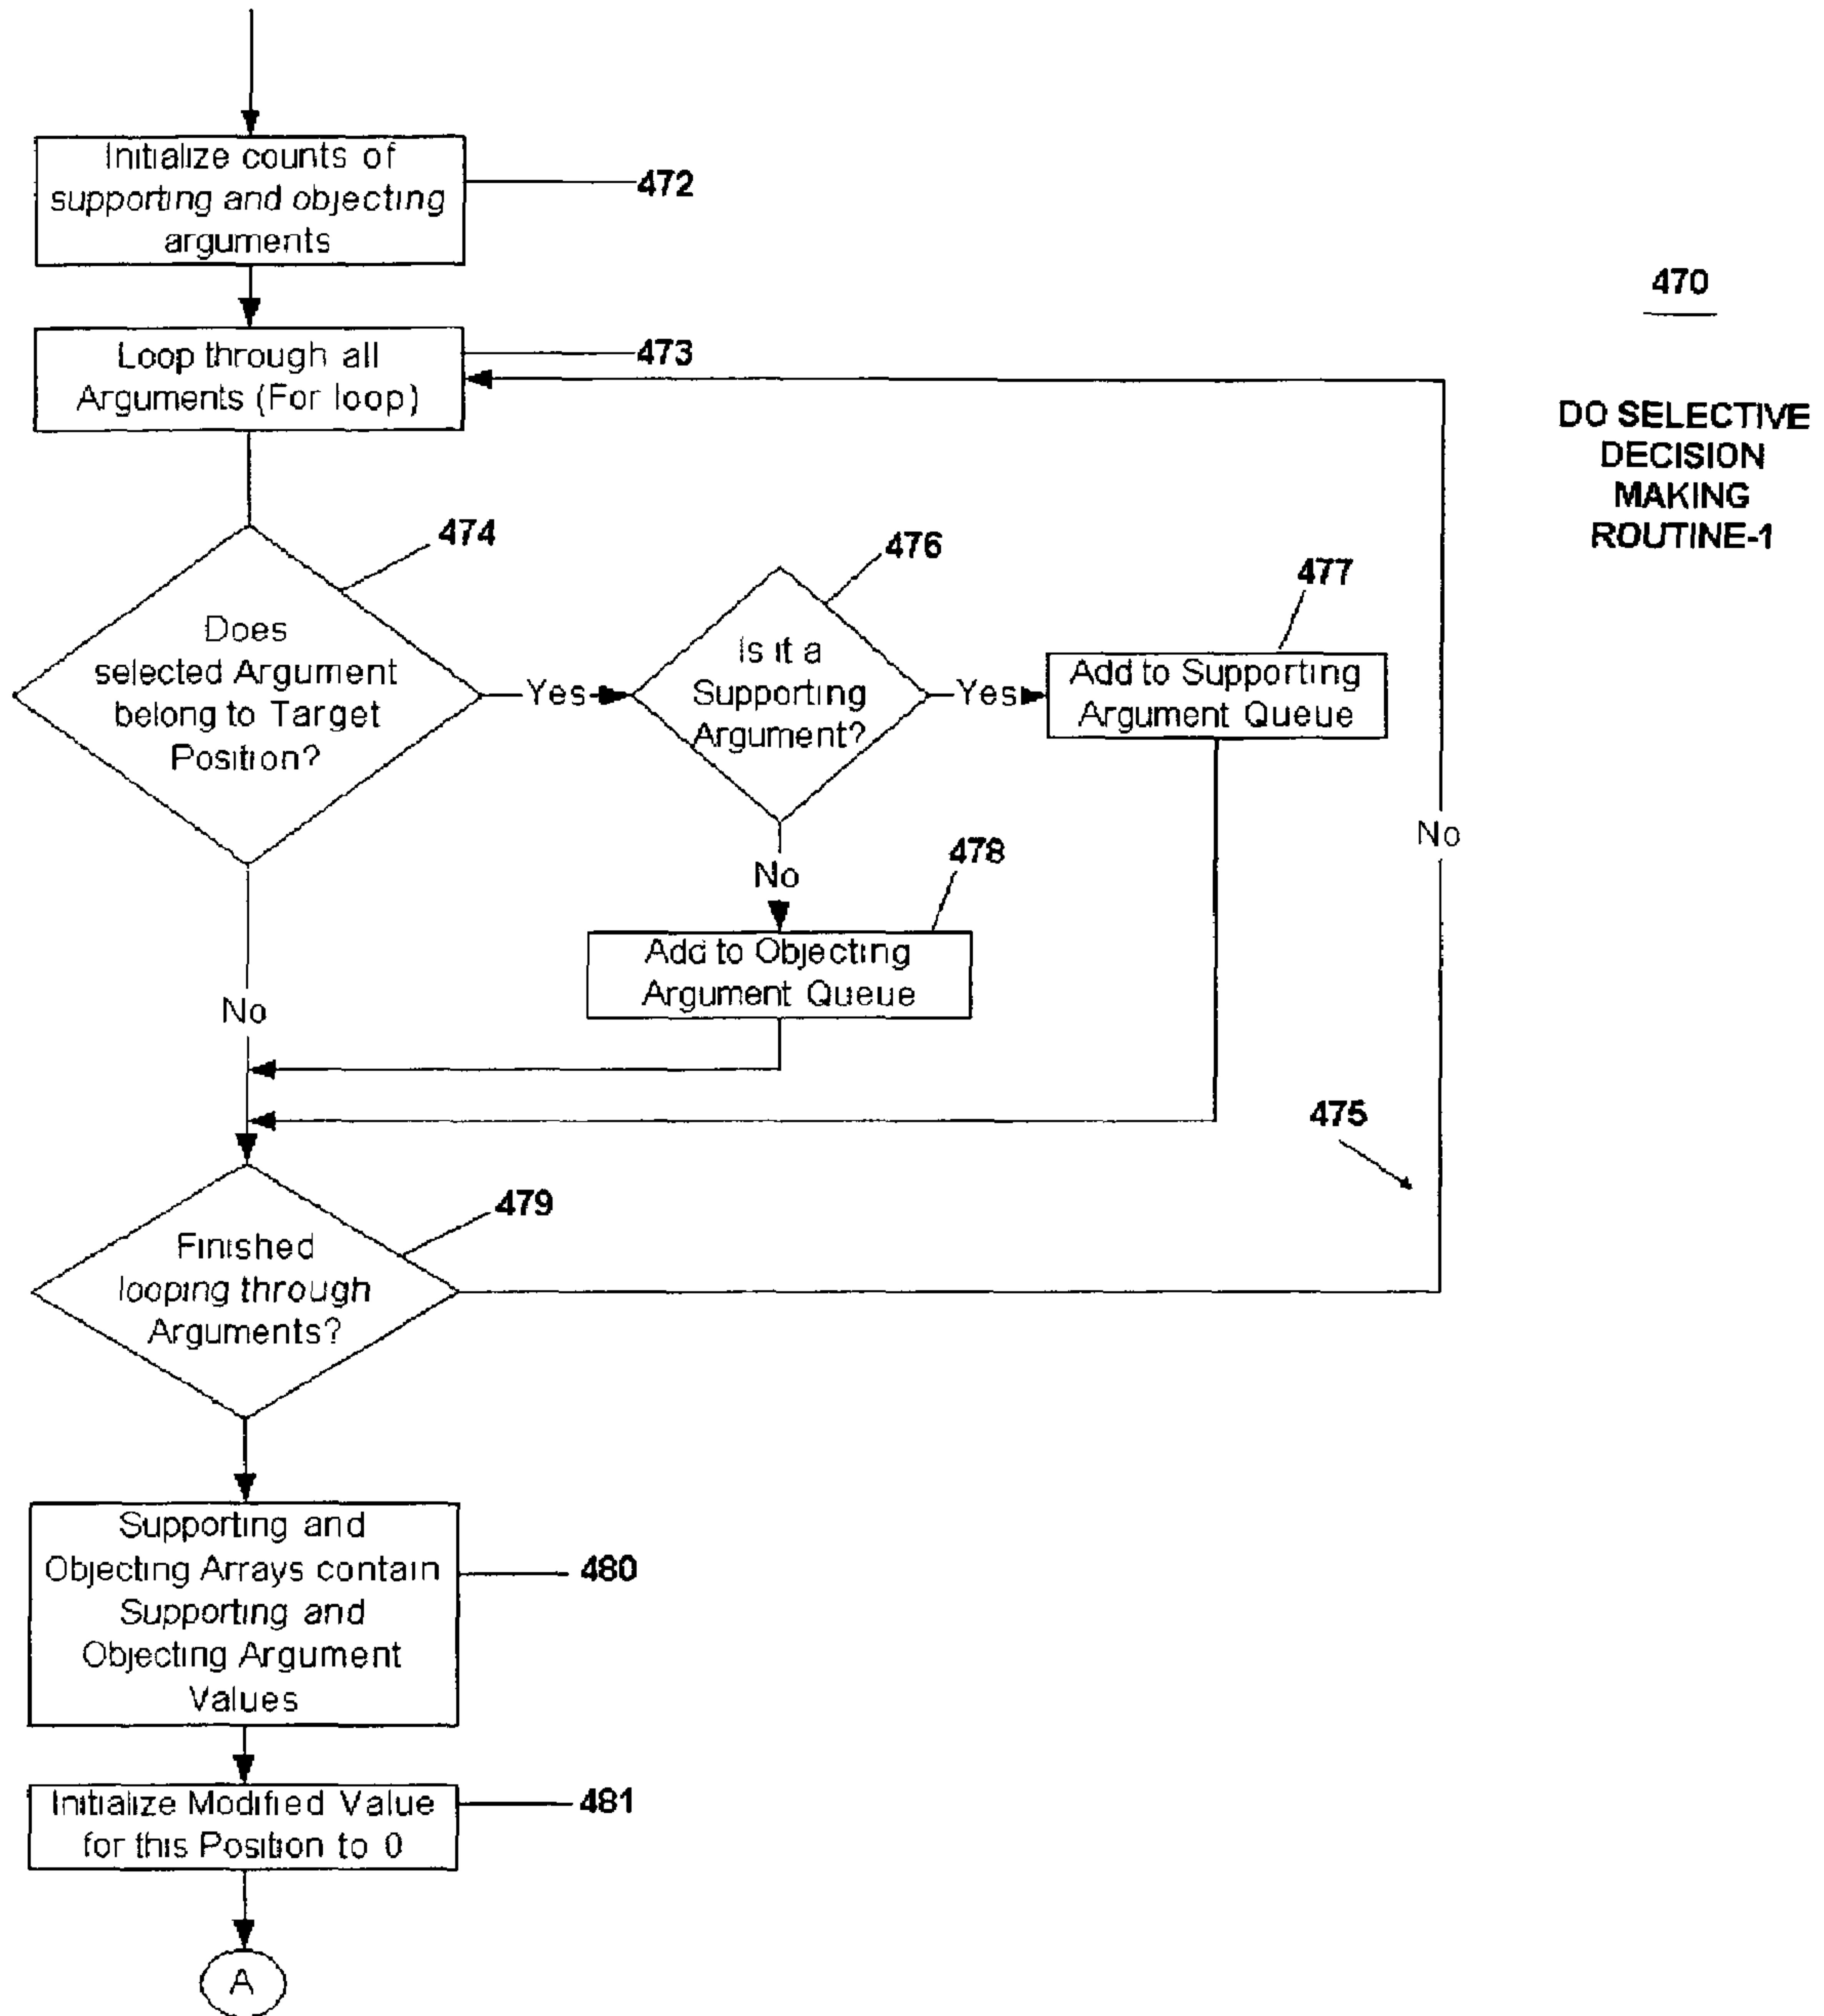 Initialize counts of
supporting and objecting
arguments
472
470
Loop through all
Arguments (For loop)
473
DO SELECTIVE
DECISION
MAKING
ROUTINE-1
474
476
477
Does
selected Argument
belong to Target
Position?
Yes
Is it a
Supporting
Argument?
Yes
Add to Supporting
Argument Queue
No
No
478
Add to Objecting
Argument Queue
No
475
479
Finished
looping through
Arguments?
Supporting and
Objecting Arrays contain
Supporting and
Objecting Argument
Values
480
Initialize Modified Value
for this Position to 0
481
A